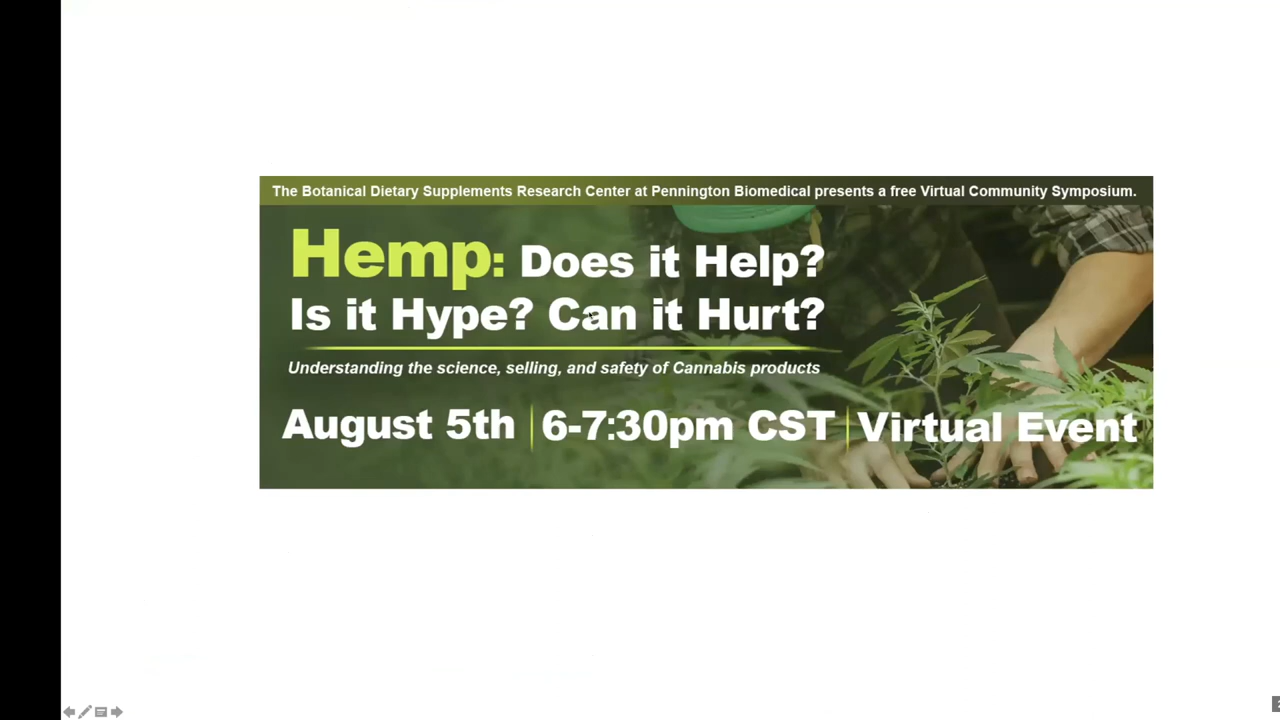 The Botanical Dietary Supplements Research Center at Pennington Biomedical presents a free Virtual Community Symposium.
Hemp: Does it Help?
Is it Hype? Can it Hurt?
Understanding the science, selling, and safety of Cannabis products
August 5th | 6-7:30pm CST | Virtual Event